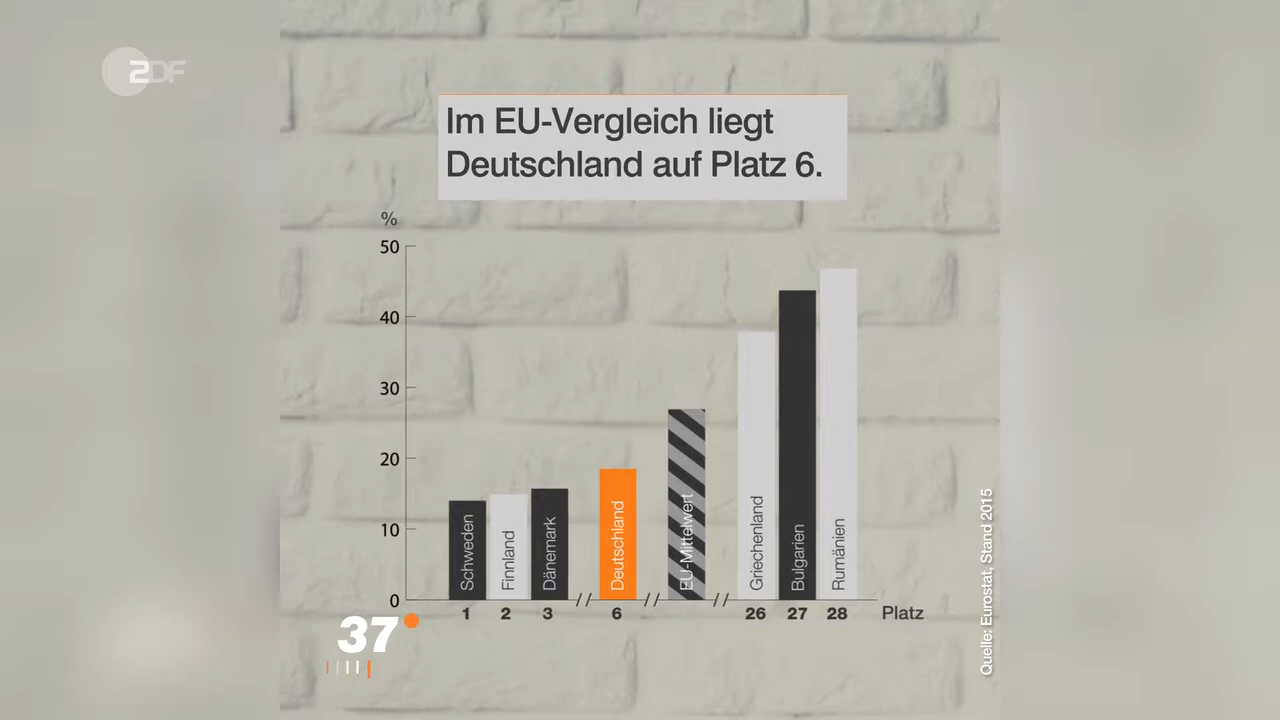 ZDF
Im EU-Vergleich liegt
Deutschland auf Platz 6.
%
50
40
30
20
10
0
Schweden
Finnland
Dänemark
Deutschland
EU-Mittelwert
Griechenland
Bulgarien
Rumänien
1 2 3 // 6 // // 26 27 28 Platz
37
Quelle: Eurostat, Stand 2015